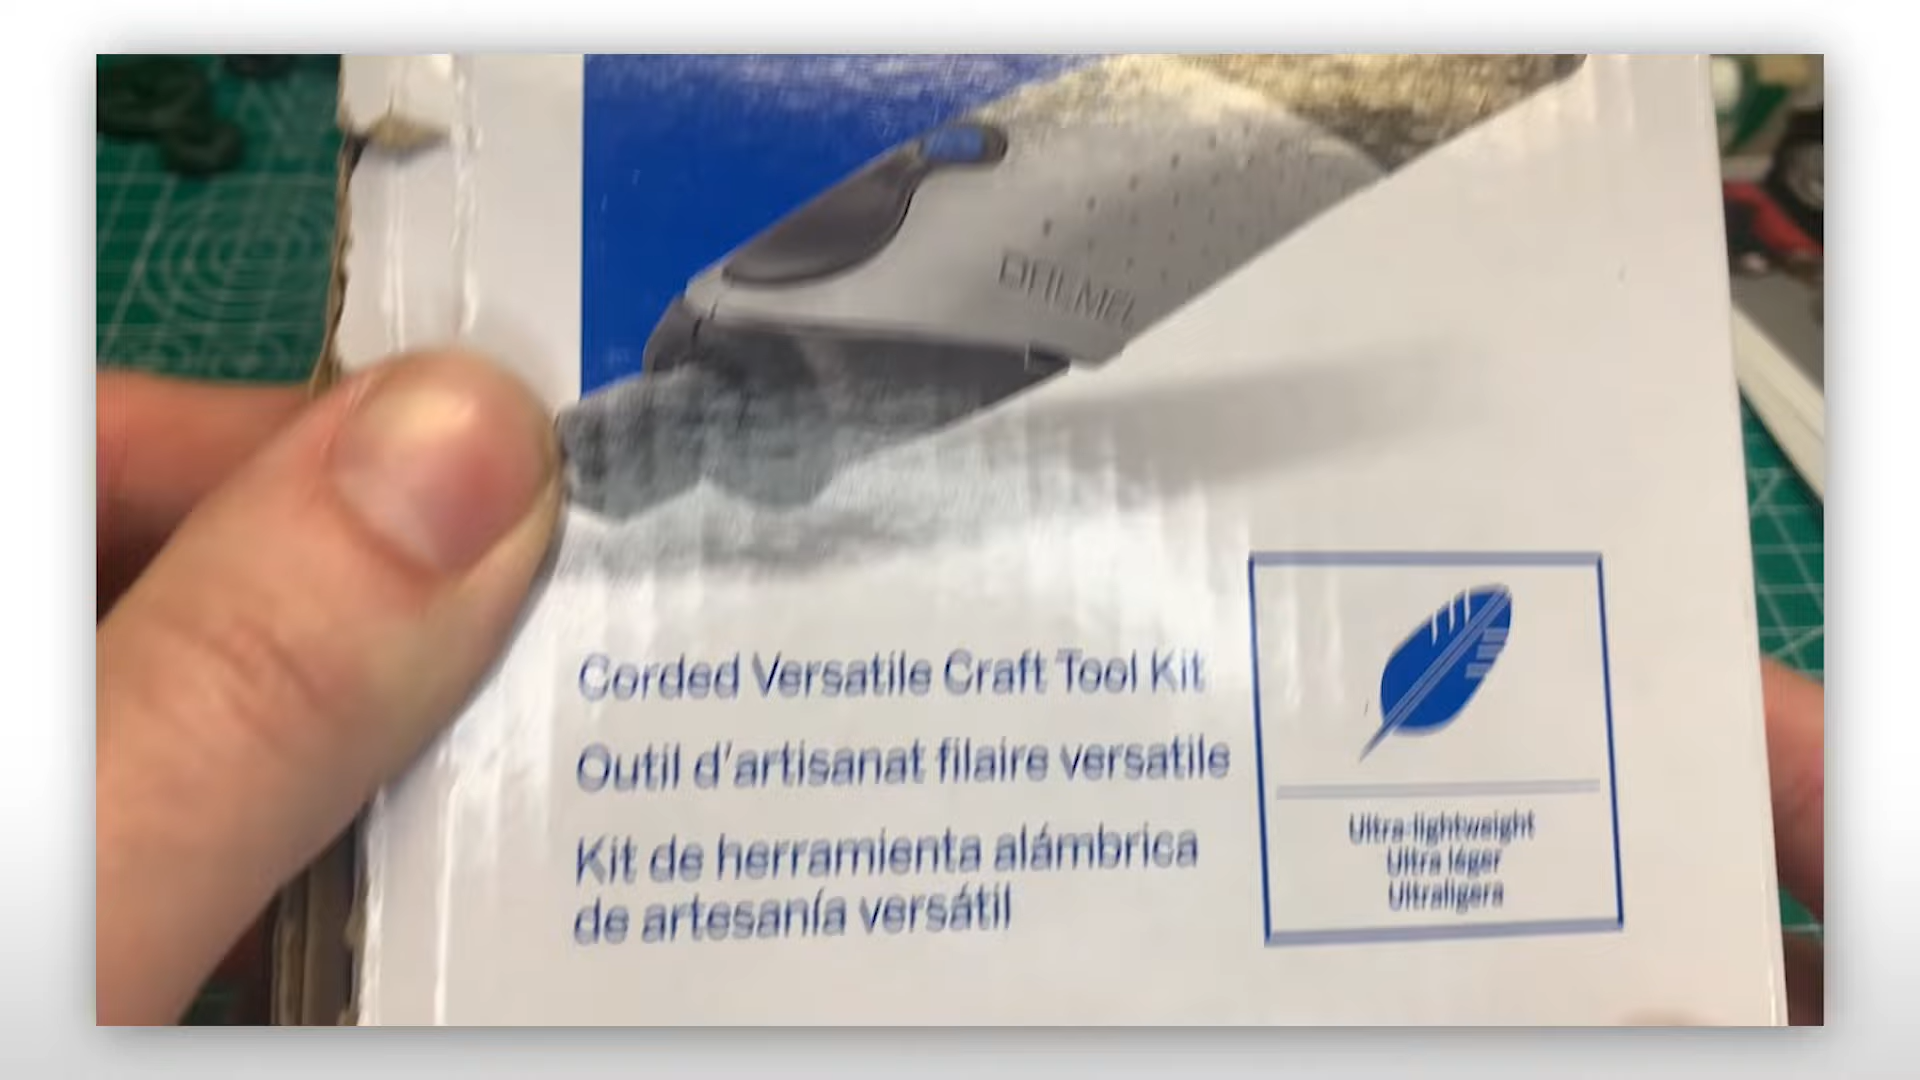 DREMEL
Corded Versatile Craft Tool Kit
Outil d'artisanat filaire versatile
Kit de herramienta alámbrica
de artesanía versátil
Ultra-lightweight
Ultra léger
Ultraligera